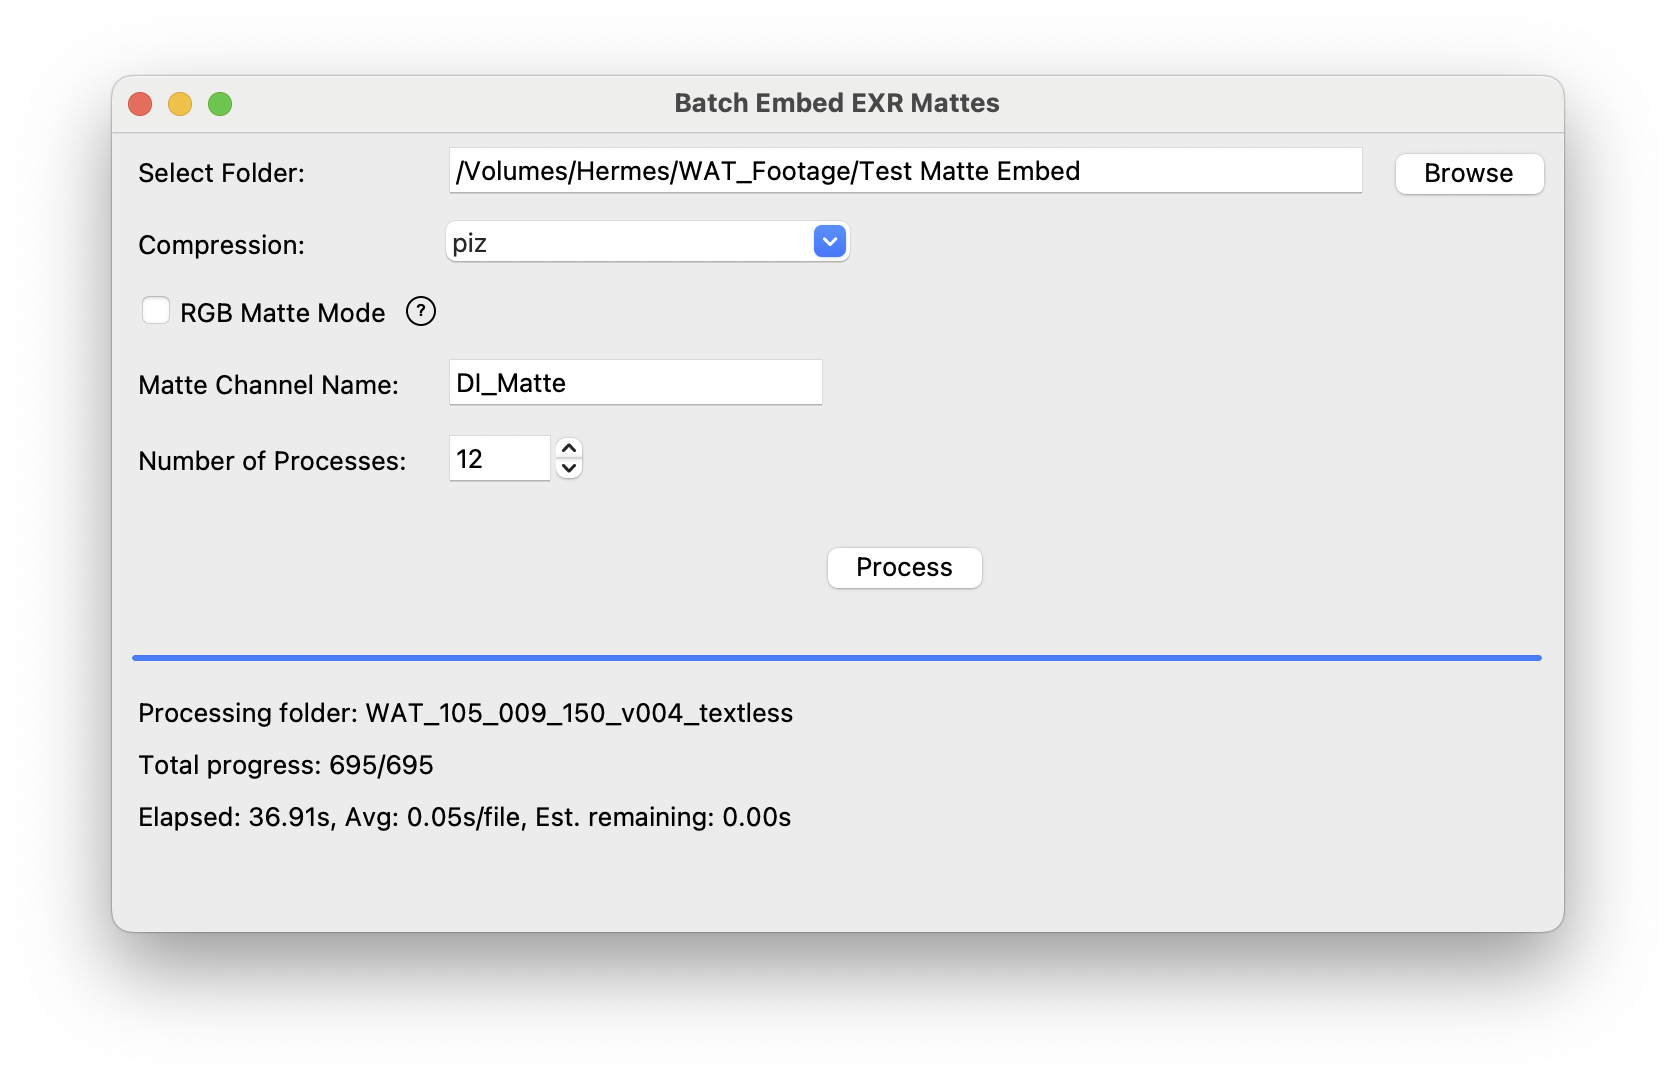 Batch Embed EXR Mattes
Select Folder: /Volumes/Hermes/WAT_Footage/Test Matte Embed Browse
Compression: piz
RGB Matte Mode ?
Matte Channel Name: DI_Matte
Number of Processes: 12
Process
Processing folder: WAT_105_009_150_v004_textless
Total progress: 695/695
Elapsed: 36.91s, Avg: 0.05s/file, Est. remaining: 0.00s